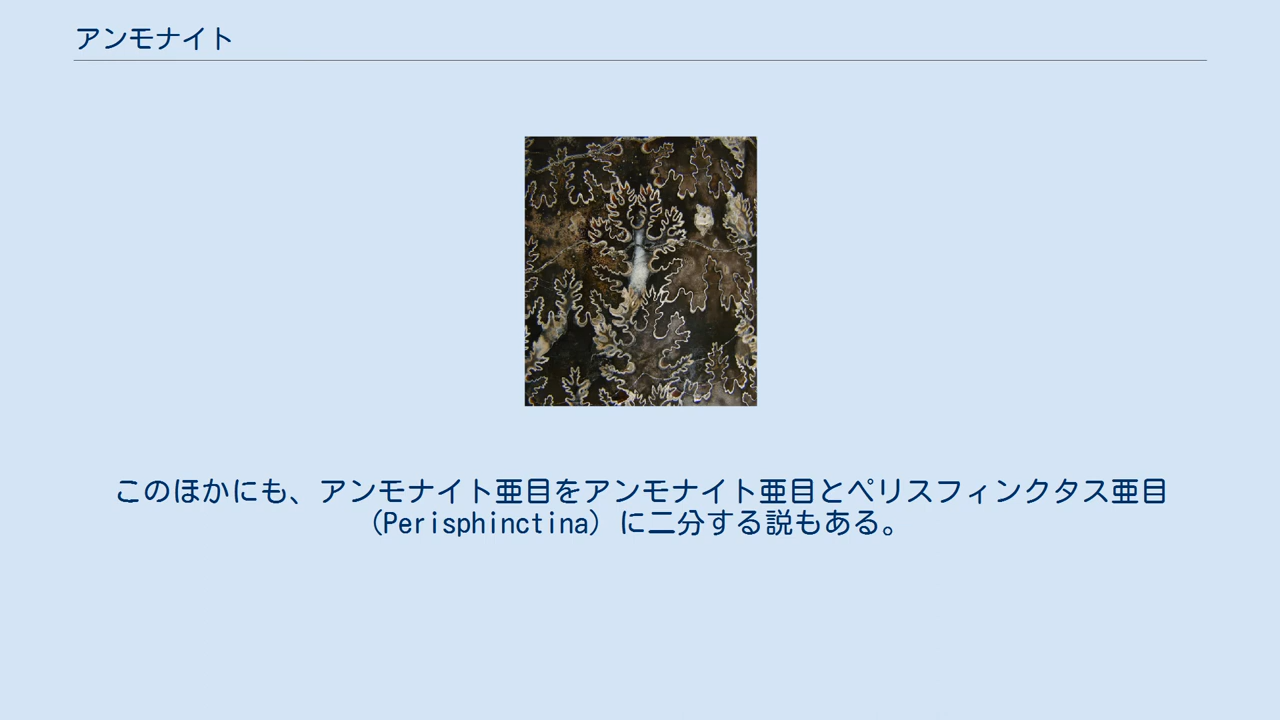 アンモナイト
このほかにも、アンモナイト亜目をアンモナイト亜目とペリスフィンクタス亜目
(Perisphinctina) に二分する説もある。